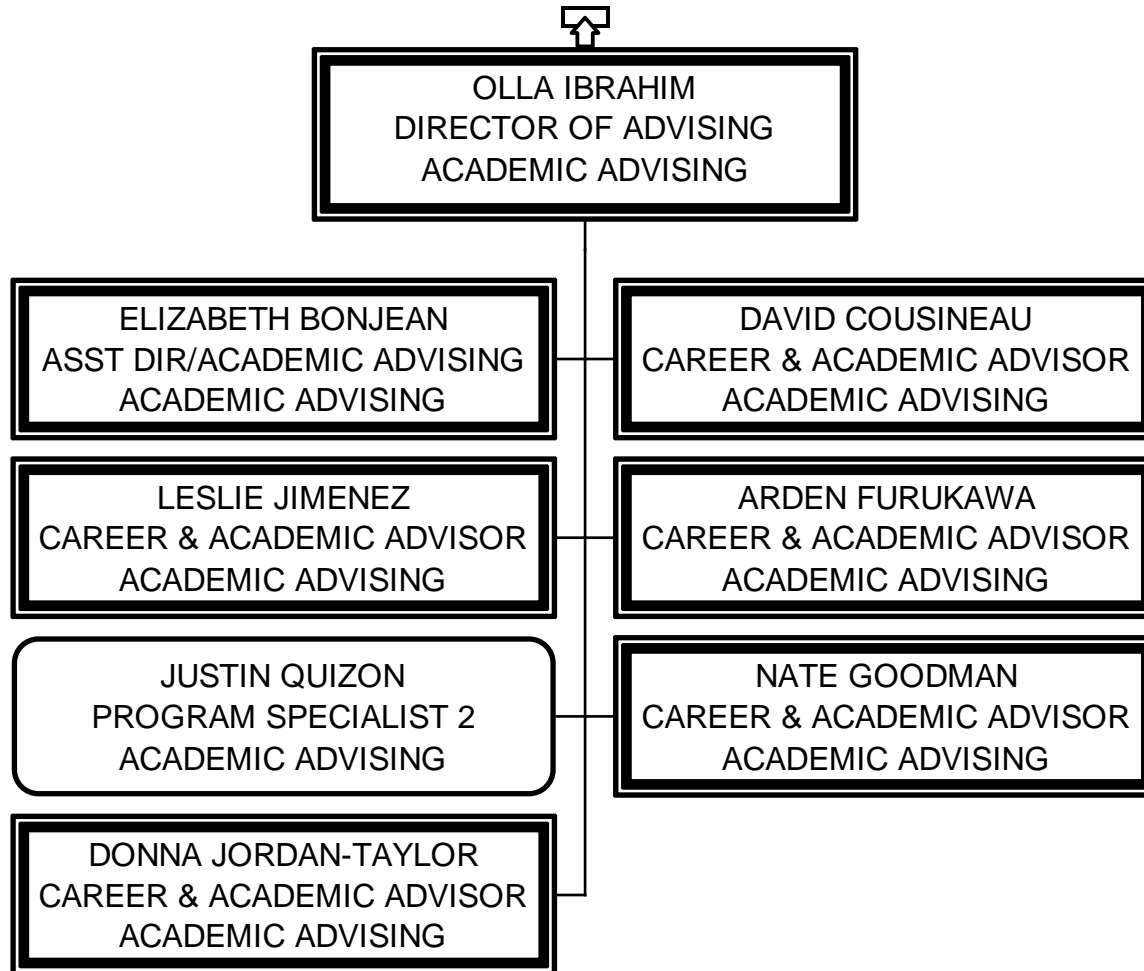 OLLA IBRAHIM
DIRECTOR OF ADVISING
ACADEMIC ADVISING
ELIZABETH BONJEAN
ASST DIR/ACADEMIC ADVISING
ACADEMIC ADVISING
DAVID COUSINEAU
CAREER & ACADEMIC ADVISOR
ACADEMIC ADVISING
LESLIE JIMENEZ
CAREER & ACADEMIC ADVISOR
ACADEMIC ADVISING
ARDEN FURUKAWA
CAREER & ACADEMIC ADVISOR
ACADEMIC ADVISING
JUSTIN QUIZON
PROGRAM SPECIALIST 2
ACADEMIC ADVISING
NATE GOODMAN
CAREER & ACADEMIC ADVISOR
ACADEMIC ADVISING
DONNA JORDAN-TAYLOR
CAREER & ACADEMIC ADVISOR
ACADEMIC ADVISING